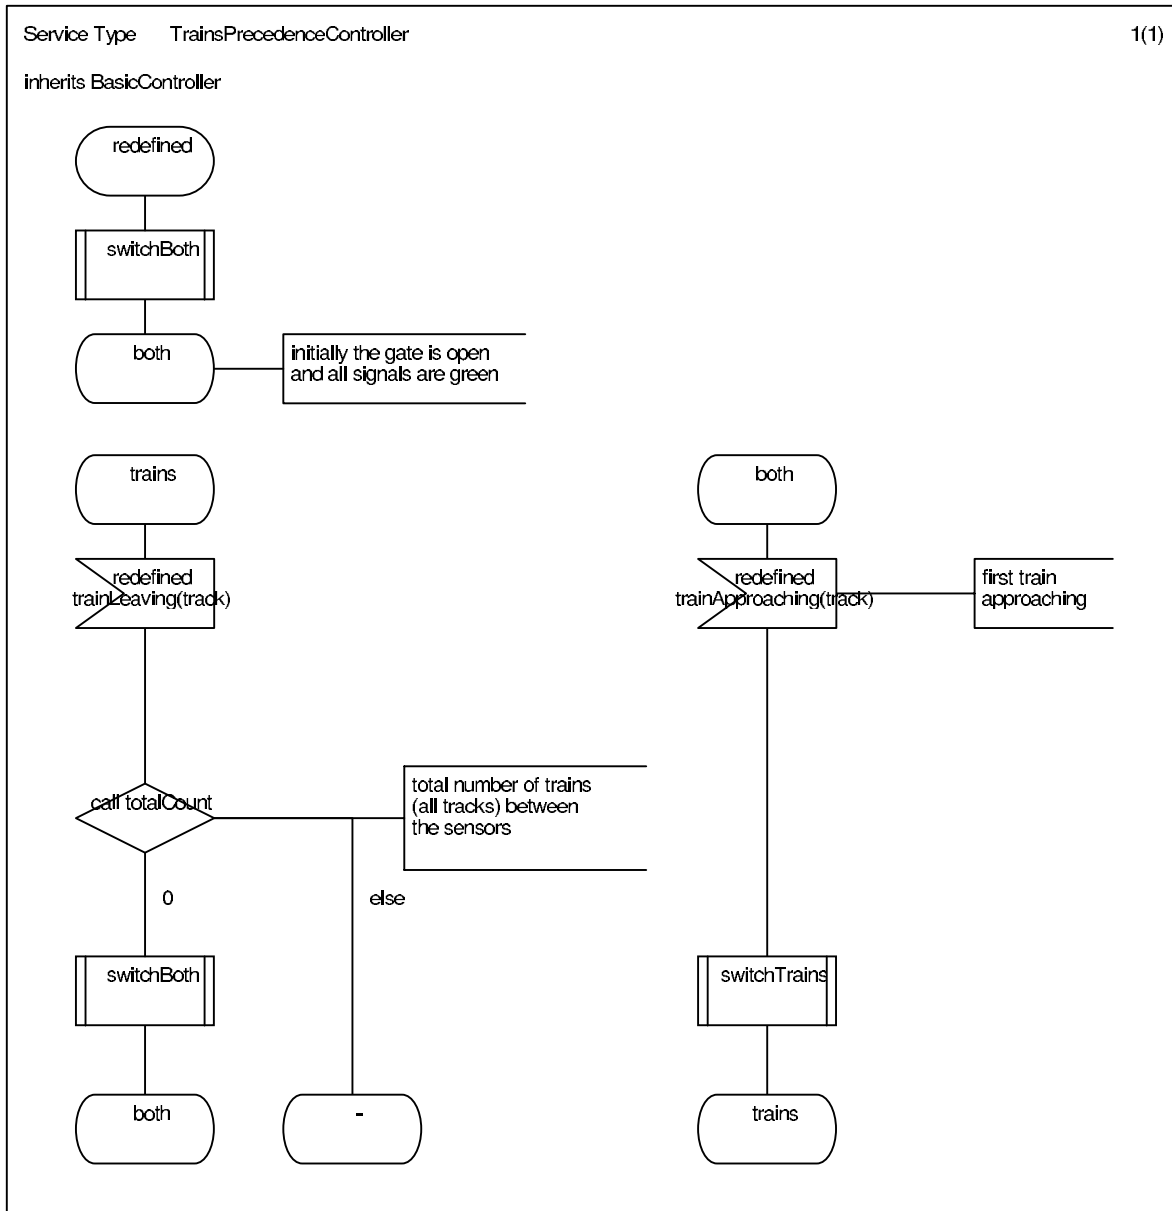 Service Type TrainsPrecedenceController 1(1)
inherits BasicController
redefined
switchBoth
both
initially the gate is open
and all signals are green
trains
redefined
trainLeaving(track)
both
redefined
trainApproaching(track)
first train
approaching
call totalCount
total number of trains
(all tracks) between
the sensors
0
else
switchBoth
switchTrains
both
-
trains